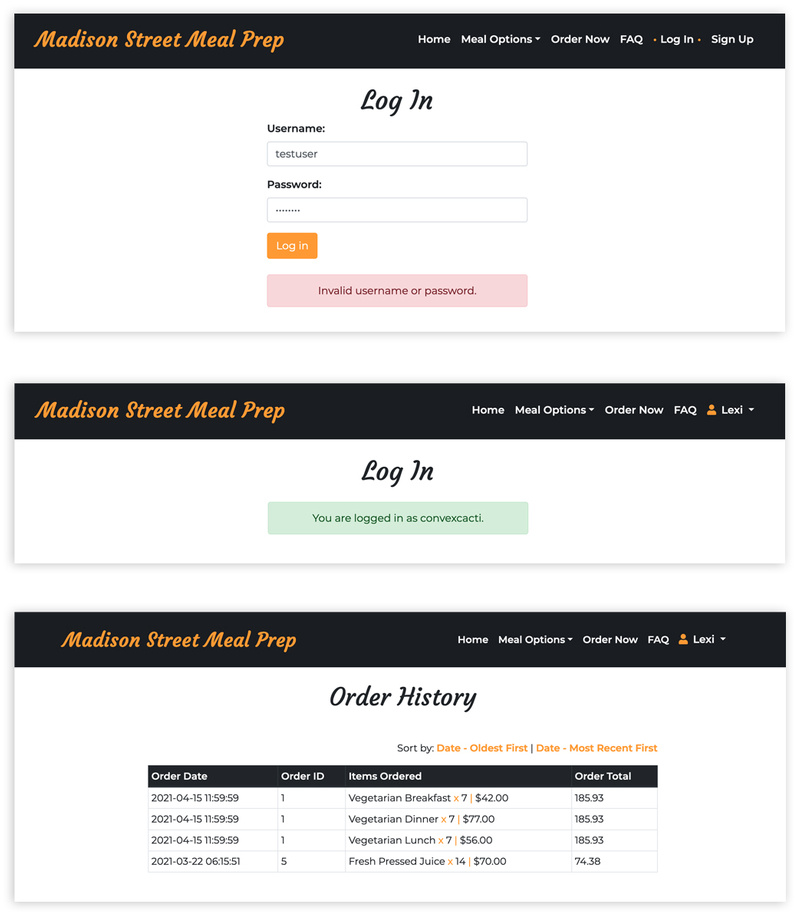 Madison Street Meal Prep Home Meal Options Order Now FAQ • Log In • Sign Up
Log In
Username:
testuser
Password:
••••••••
Log in
Invalid username or password.
Madison Street Meal Prep Home Meal Options Order Now FAQ Lexi
Log In
You are logged in as convexcacti.
Madison Street Meal Prep Home Meal Options Order Now FAQ Lexi
Order History
Sort by: Date - Oldest First | Date - Most Recent First
Order Date Order ID Items Ordered Order Total
2021-04-15 11:59:59 1 Vegetarian Breakfast x 7 | $42.00 185.93
2021-04-15 11:59:59 1 Vegetarian Dinner x 7 | $77.00 185.93
2021-04-15 11:59:59 1 Vegetarian Lunch x 7 | $56.00 185.93
2021-03-22 06:15:51 5 Fresh Pressed Juice x 14 | $70.00 74.38